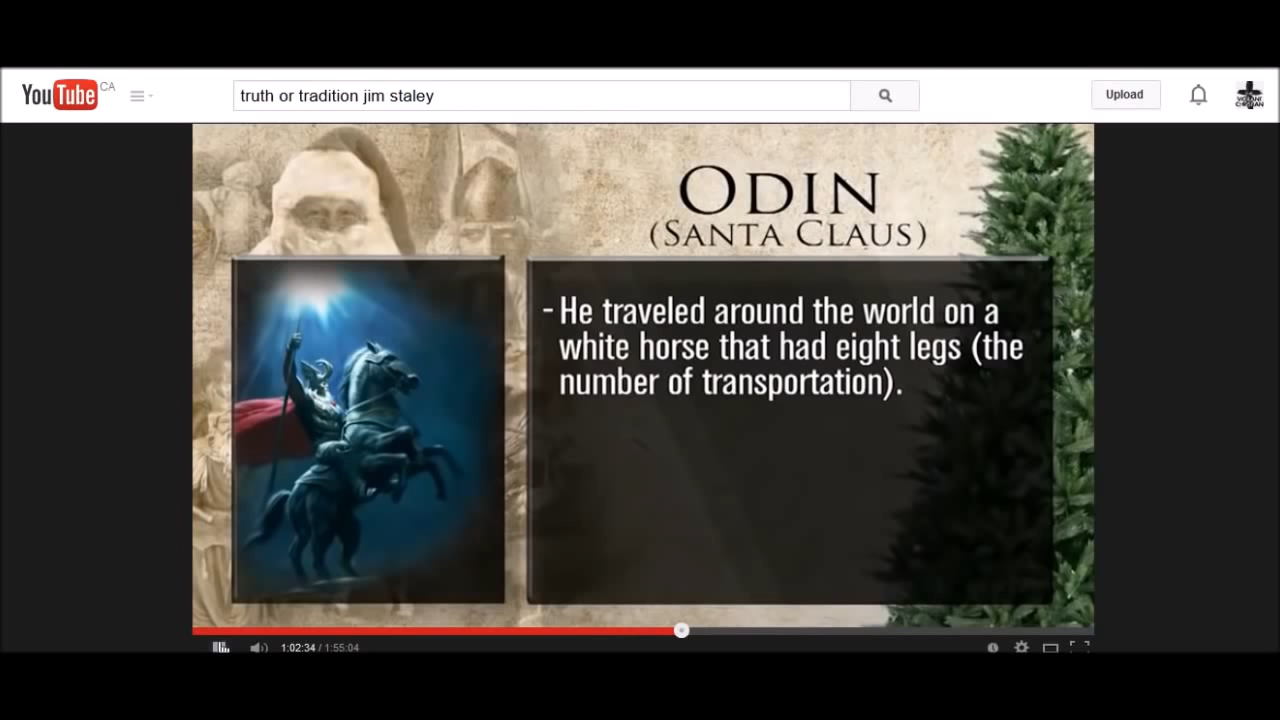 YouTube CA
truth or tradition jim staley
Upload
ODIN
(SANTA CLAUS)
- He traveled around the world on a
white horse that had eight legs (the
number of transportation).
1:02:34 / 1:55:04